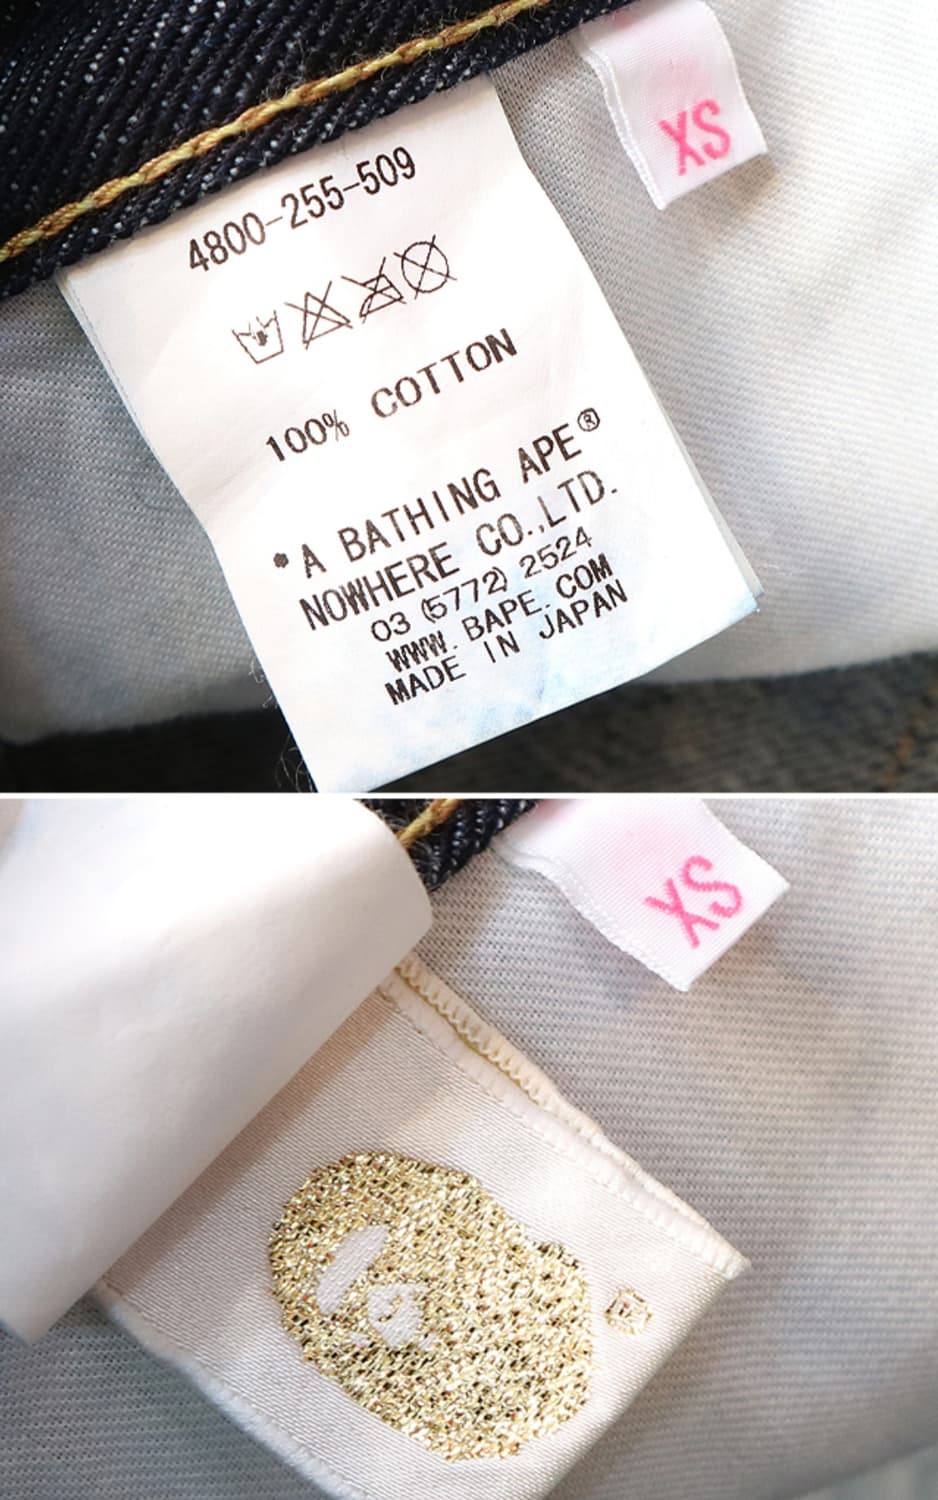 XS
4800-255-509
100% COTTON
•A BATHING APE®
NOWHERE CO.,LTD.
03 (5772) 2524
WWW. BAPE. COM
MADE IN JAPAN
XS
®